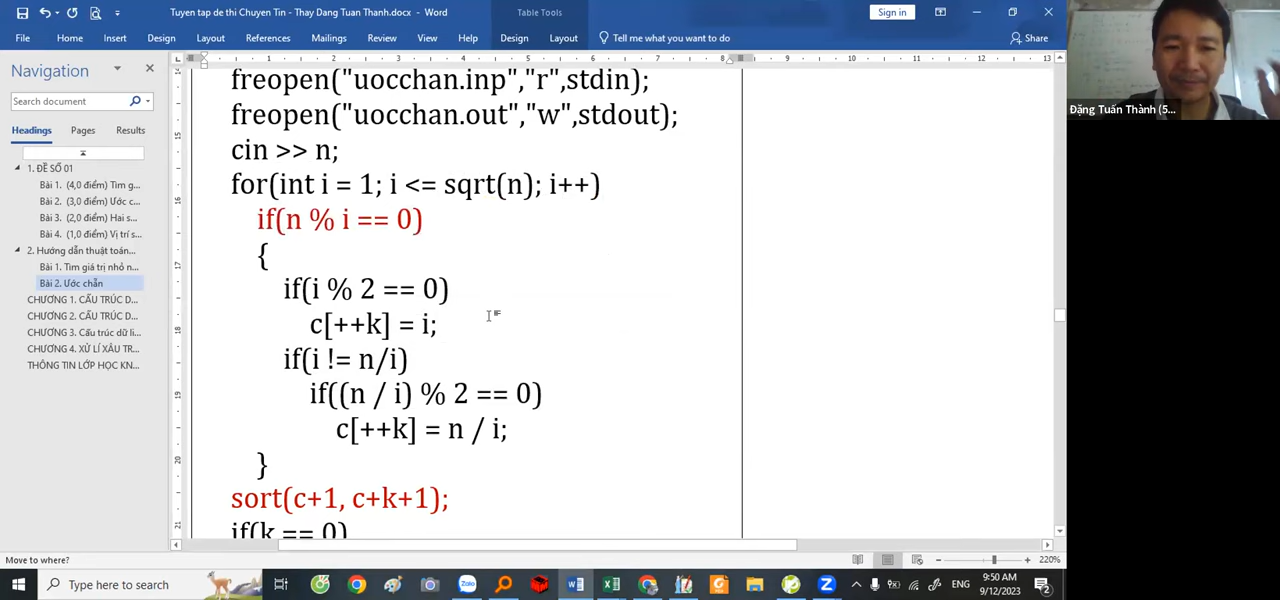 Tuyen tap de thi Chuyen Tin - Thay Dang Tuan Thanh.docx - Word
Table Tools
Sign in
File Home Insert Design Layout References Mailings Review View Help Design Layout Tell me what you want to do Share
Navigation
Search document
Headings Pages Results
1. ĐỀ SỐ 01
Bài 1. (4,0 điểm) Tìm g...
Bài 2. (3,0 điểm) Ước c...
Bài 3. (2,0 điểm) Hai s...
Bài 4. (1,0 điểm) Vị trí s...
2. Hướng dẫn thuật toán...
Bài 1. Tìm giá trị nhỏ n...
Bài 2. Ước chẵn
CHƯƠNG 1. CẤU TRÚC D...
CHƯƠNG 2. CẤU TRÚC D...
CHƯƠNG 3. Cấu trúc dữ li...
CHƯƠNG 4. XỬ LÍ XÂU TR...
THÔNG TIN LỚP HỌC KN...
freopen("uocchan.inp","r",stdin);
freopen("uocchan.out","w",stdout);
cin >> n;
for(int i = 1; i <= sqrt(n); i++)
if(n % i == 0)
{
if(i % 2 == 0)
c[++k] = i;
if(i != n/i)
if((n / i) % 2 == 0)
c[++k] = n / i;
}
sort(c+1, c+k+1);
if(k == 0)
Đặng Tuấn Thành (5...
Move to where?
220%
Type here to search
ENG
9:50 AM
9/12/2023